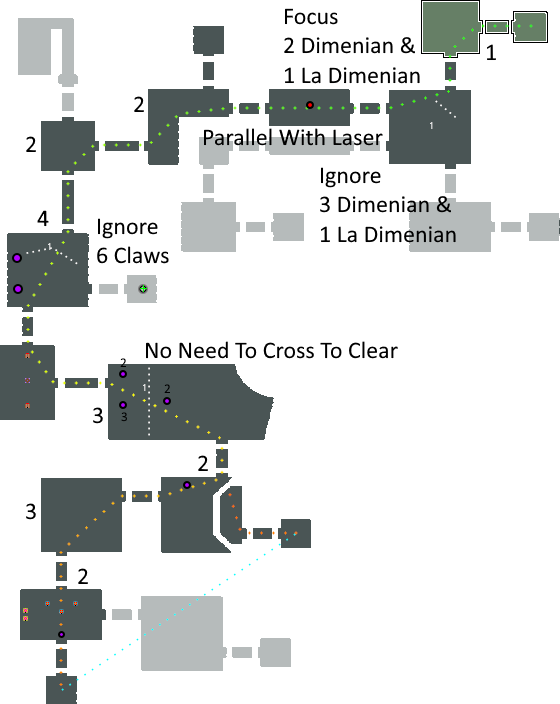 Focus
2 Dimenian &
1 La Dimenian
1
2
1
Parallel With Laser
2
Ignore
3 Dimenian &
1 La Dimenian
4
Ignore
6 Claws
1
No Need To Cross To Clear
2
1
2
3
3
2
3
2